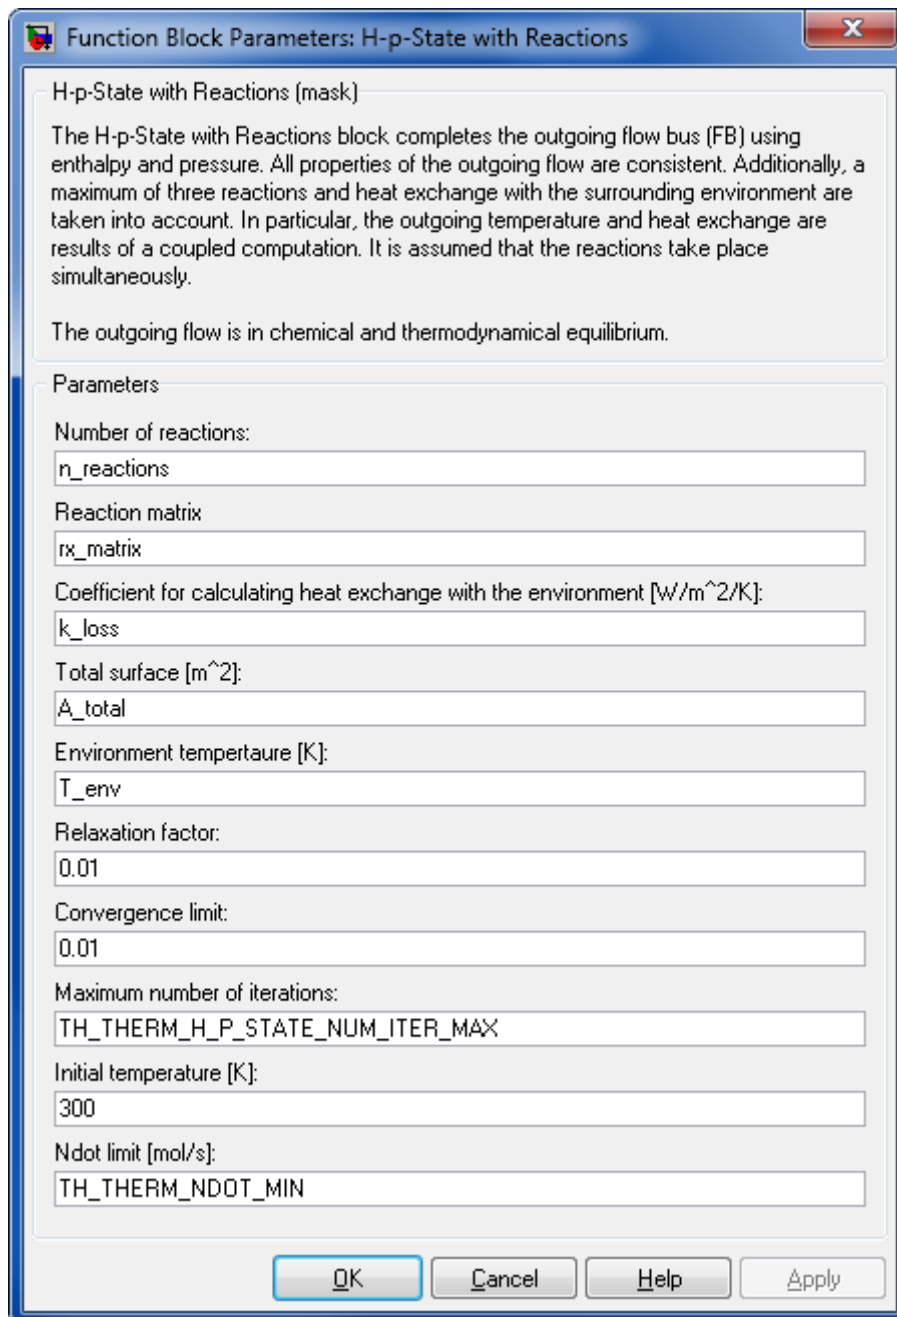 Function Block Parameters: H-p-State with Reactions
H-p-State with Reactions (mask)
The H-p-State with Reactions block completes the outgoing flow bus (FB) using
enthalpy and pressure. All properties of the outgoing flow are consistent. Additionally, a
maximum of three reactions and heat exchange with the surrounding environment are
taken into account. In particular, the outgoing temperature and heat exchange are
results of a coupled computation. It is assumed that the reactions take place
simultaneously.
The outgoing flow is in chemical and thermodynamical equilibrium.
Parameters
Number of reactions:
n_reactions
Reaction matrix
rx_matrix
Coefficient for calculating heat exchange with the environment [W/m^2/K]:
k_loss
Total surface [m^2]:
A_total
Environment tempertaure [K]:
T_env
Relaxation factor:
0.01
Convergence limit:
0.01
Maximum number of iterations:
TH_THERM_H_P_STATE_NUM_ITER_MAX
Initial temperature [K]:
300
Ndot limit [mol/s]:
TH_THERM_NDOT_MIN
OK Cancel Help Apply